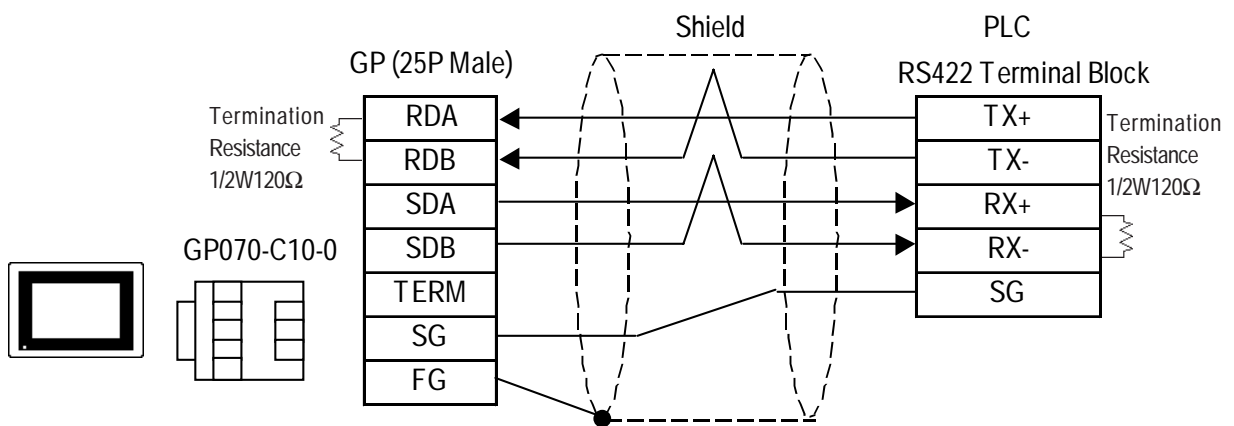 Shield
PLC
GP (25P Male)
RS422 Terminal Block
Termination
Resistance
1/2W120Ω
RDA
RDB
SDA
SDB
TERM
SG
FG
TX+
TX-
RX+
RX-
SG
Termination
Resistance
1/2W120Ω
GP070-C10-0